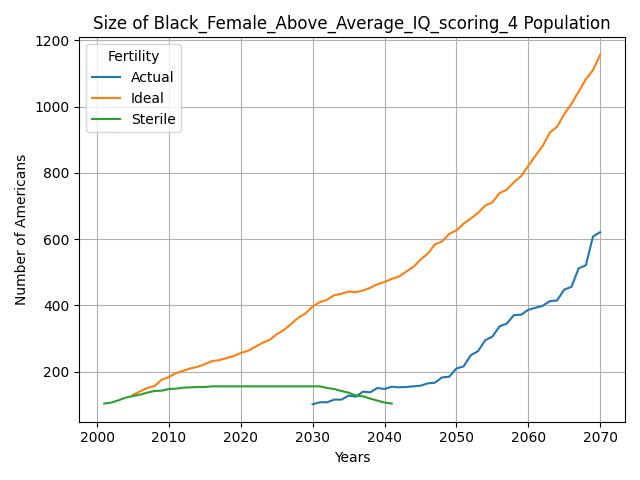 Size of Black_Female_Above_Average_IQ_scoring_4 Population
Fertility
Actual
Ideal
Sterile
Number of Americans
1200
1000
800
600
400
200
2000 2010 2020 2030 2040 2050 2060 2070
Years